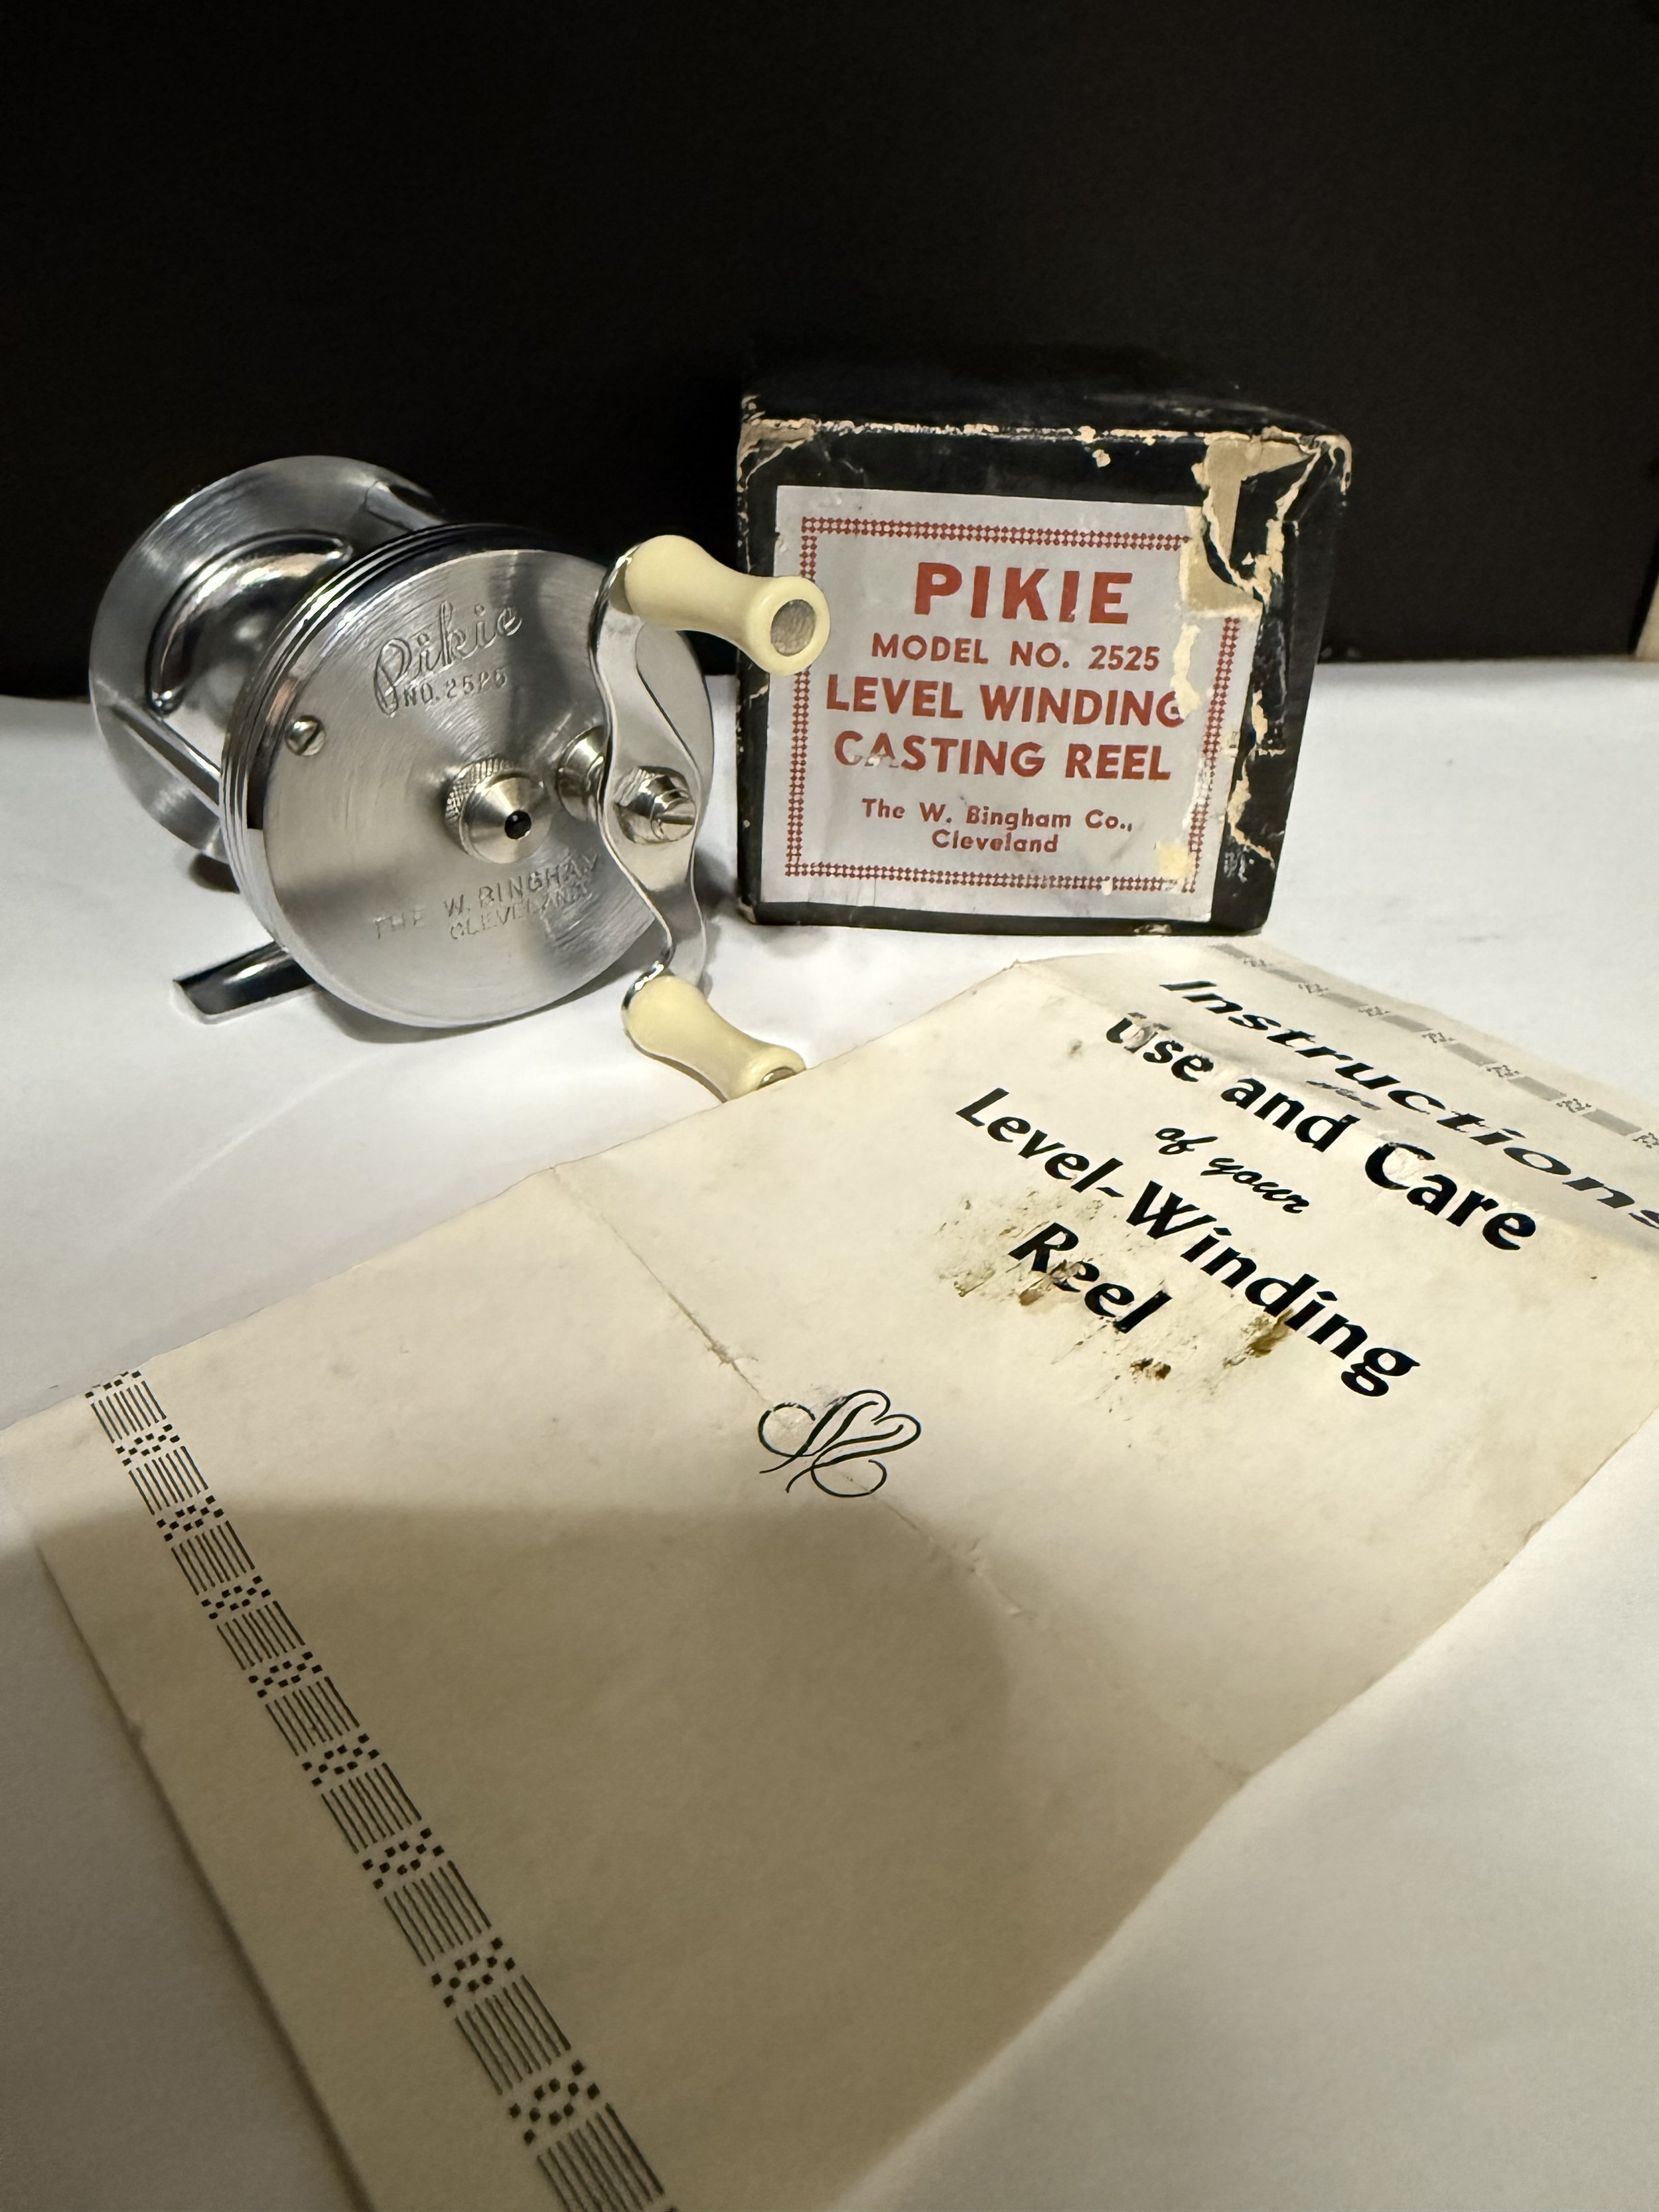 Pikie
NO. 2525
THE W. BINGHAM
CLEVELAND
PIKIE
MODEL NO. 2525
LEVEL WINDING
CASTING REEL
The W. Bingham Co.,
Cleveland
Instructions
Use and Care
of your
Level-Winding
Reel